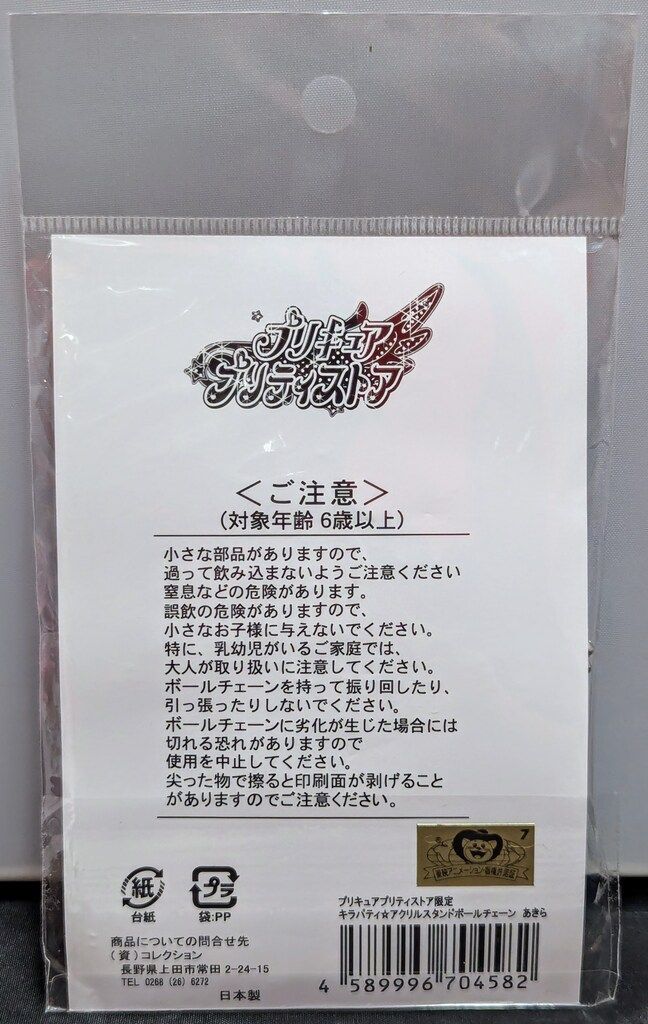 プリキュア
プリティストア
＜ご注意＞
(対象年齢 6歳以上)
小さな部品がありますので、
過って飲み込まないようご注意ください
窒息などの危険があります。
誤飲の危険がありますので、
小さなお子様に与えないでください。
特に、乳幼児がいるご家庭では、
大人が取り扱いに注意してください。
ボールチェーンを持って振り回したり、
引っ張ったりしないでください。
ボールチェーンに劣化が生じた場合には
切れる恐れがありますので
使用を中止してください。
尖った物で擦ると印刷面が剥げること
がありますのでご注意ください。
7
東映アニメーション版権許諾証
紙
台紙
プラ
袋:PP
プリキュアプリティストア限定
キラパティ☆アクリルスタンドボールチェーン あきら
商品についての問合せ先
(資)コレクション
長野県上田市常田 2-24-15
TEL 0268 (26) 6272
日本製
4 589996 704582